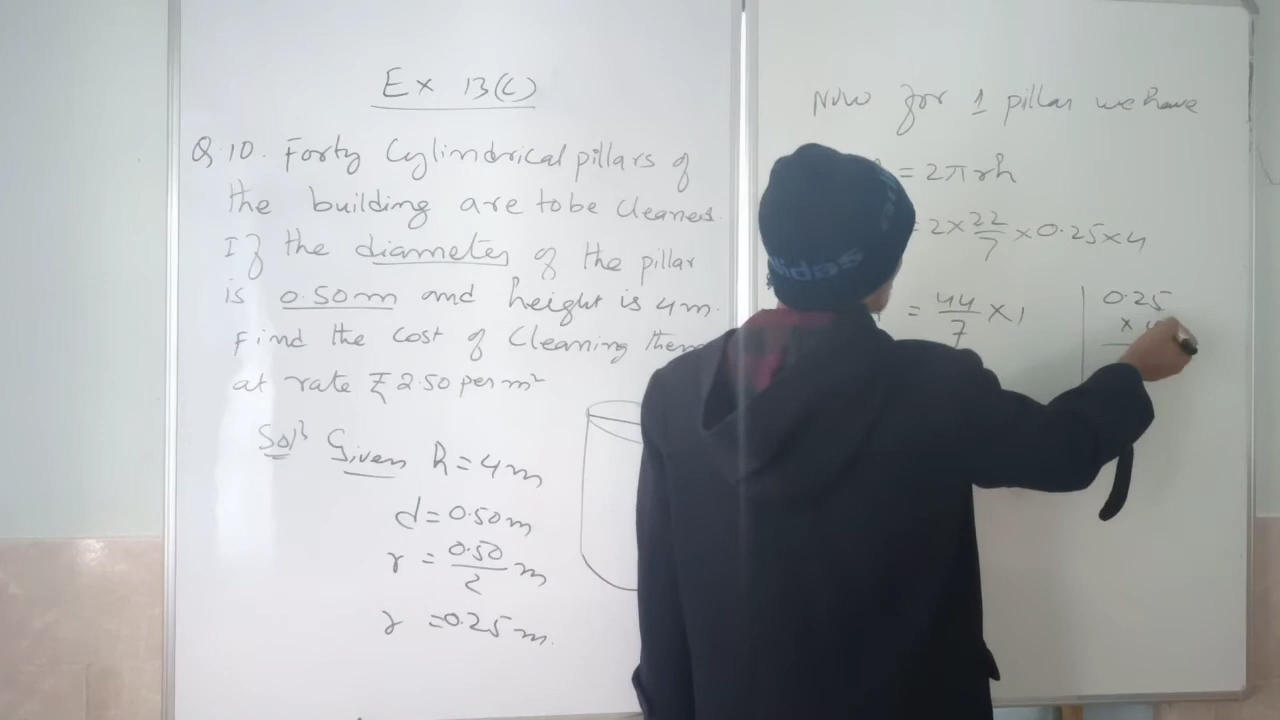 Ex 13(C)
Q.10. Forty Cylindrical pillars of
the building are to be cleaned.
If the diameter of the pillar
is 0.50m and height is 4m.
Find the cost of Cleaning them
at rate ₹2.50 per m²
Solⁿ Given h=4m
d=0.50m
r = 0.50/2 m
r =0.25m.
Now for 1 pillar we have
= 2πrh
= 2×22/7×0.25×4
= 44/7 ×1
0.25
×
adidas